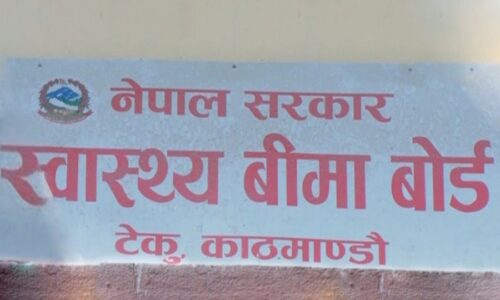 नेपाल सरकार
स्वास्थ्य बीमा बोर्ड
टेकु, काठमाण्डौ